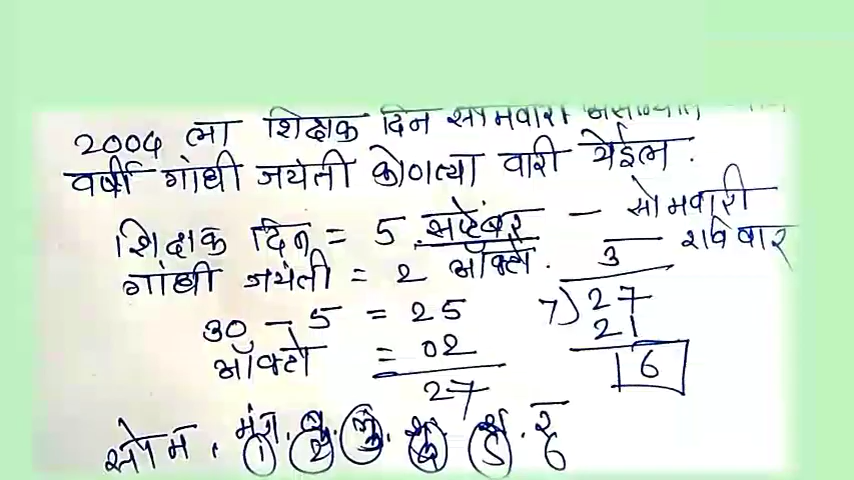 2004 ला शिक्षक दिन सोमवारी असल्यास
वर्षी गांधी जयंती कोणत्या वारी येईल.
शिक्षक दिन = 5 सप्टेंबर — सोमवारी
गांधी जयंती = 2 ऑक्टो. — रविवार
30 - 5 = 25
ऑक्टो = 02
27
3
7)27
21
6
सोम, मंग. बु. गु. शु. श. र
1 2 3 4 5 6